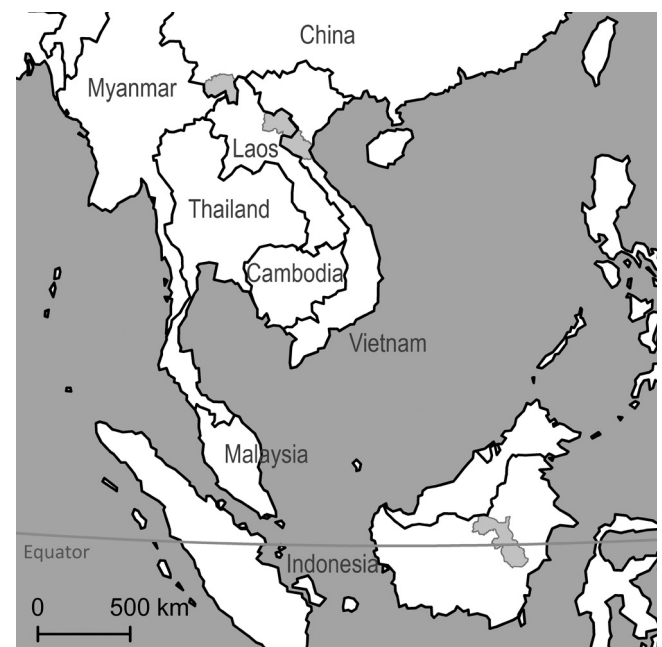 China
Myanmar
Laos
Thailand
Cambodia
Vietnam
Malaysia
Equator
Indonesia
0 500 km